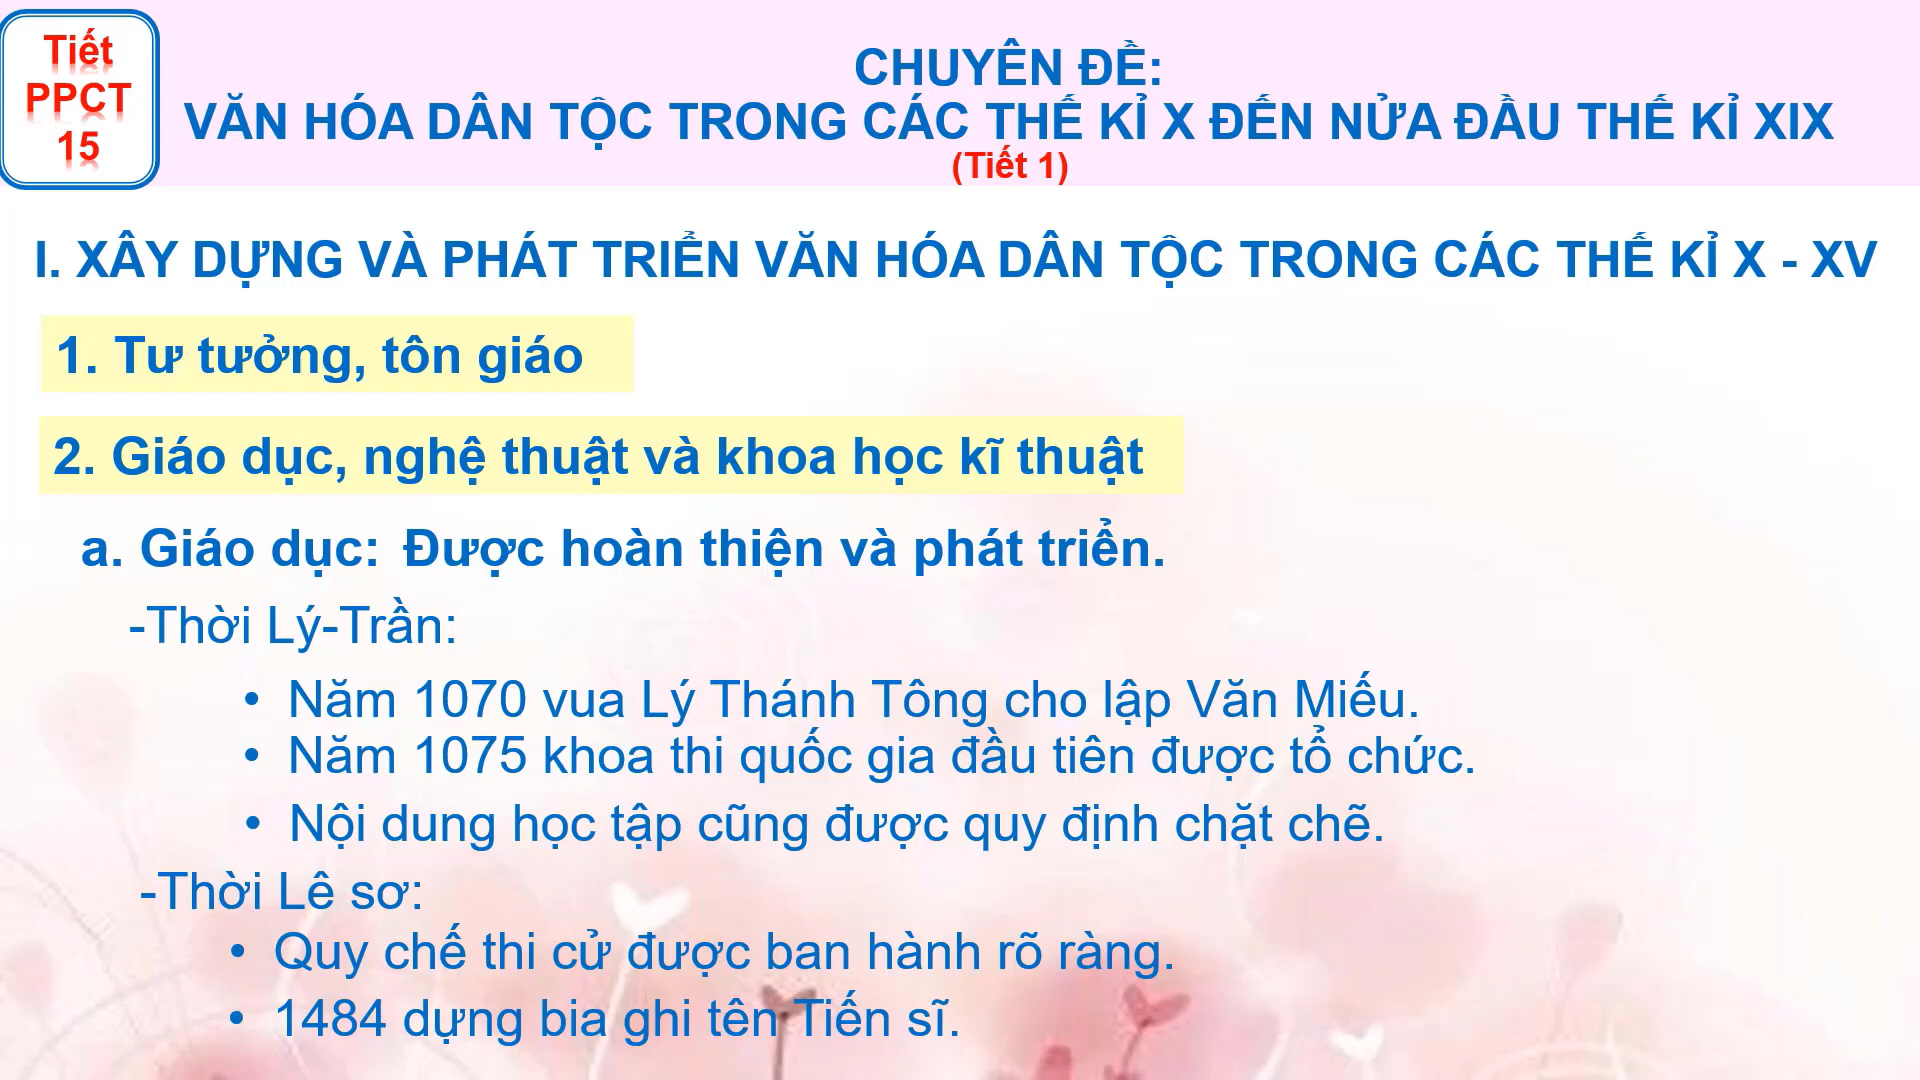 Tiết
PPCT
15
CHUYÊN ĐỀ:
VĂN HÓA DÂN TỘC TRONG CÁC THẾ KỈ X ĐẾN NỬA ĐẦU THẾ KỈ XIX
(Tiết 1)
I. XÂY DỰNG VÀ PHÁT TRIỂN VĂN HÓA DÂN TỘC TRONG CÁC THẾ KỈ X - XV
1. Tư tưởng, tôn giáo
2. Giáo dục, nghệ thuật và khoa học kĩ thuật
a. Giáo dục: Được hoàn thiện và phát triển.
-Thời Lý-Trần:
• Năm 1070 vua Lý Thánh Tông cho lập Văn Miếu.
• Năm 1075 khoa thi quốc gia đầu tiên được tổ chức.
• Nội dung học tập cũng được quy định chặt chẽ.
-Thời Lê sơ:
• Quy chế thi cử được ban hành rõ ràng.
• 1484 dựng bia ghi tên Tiến sĩ.